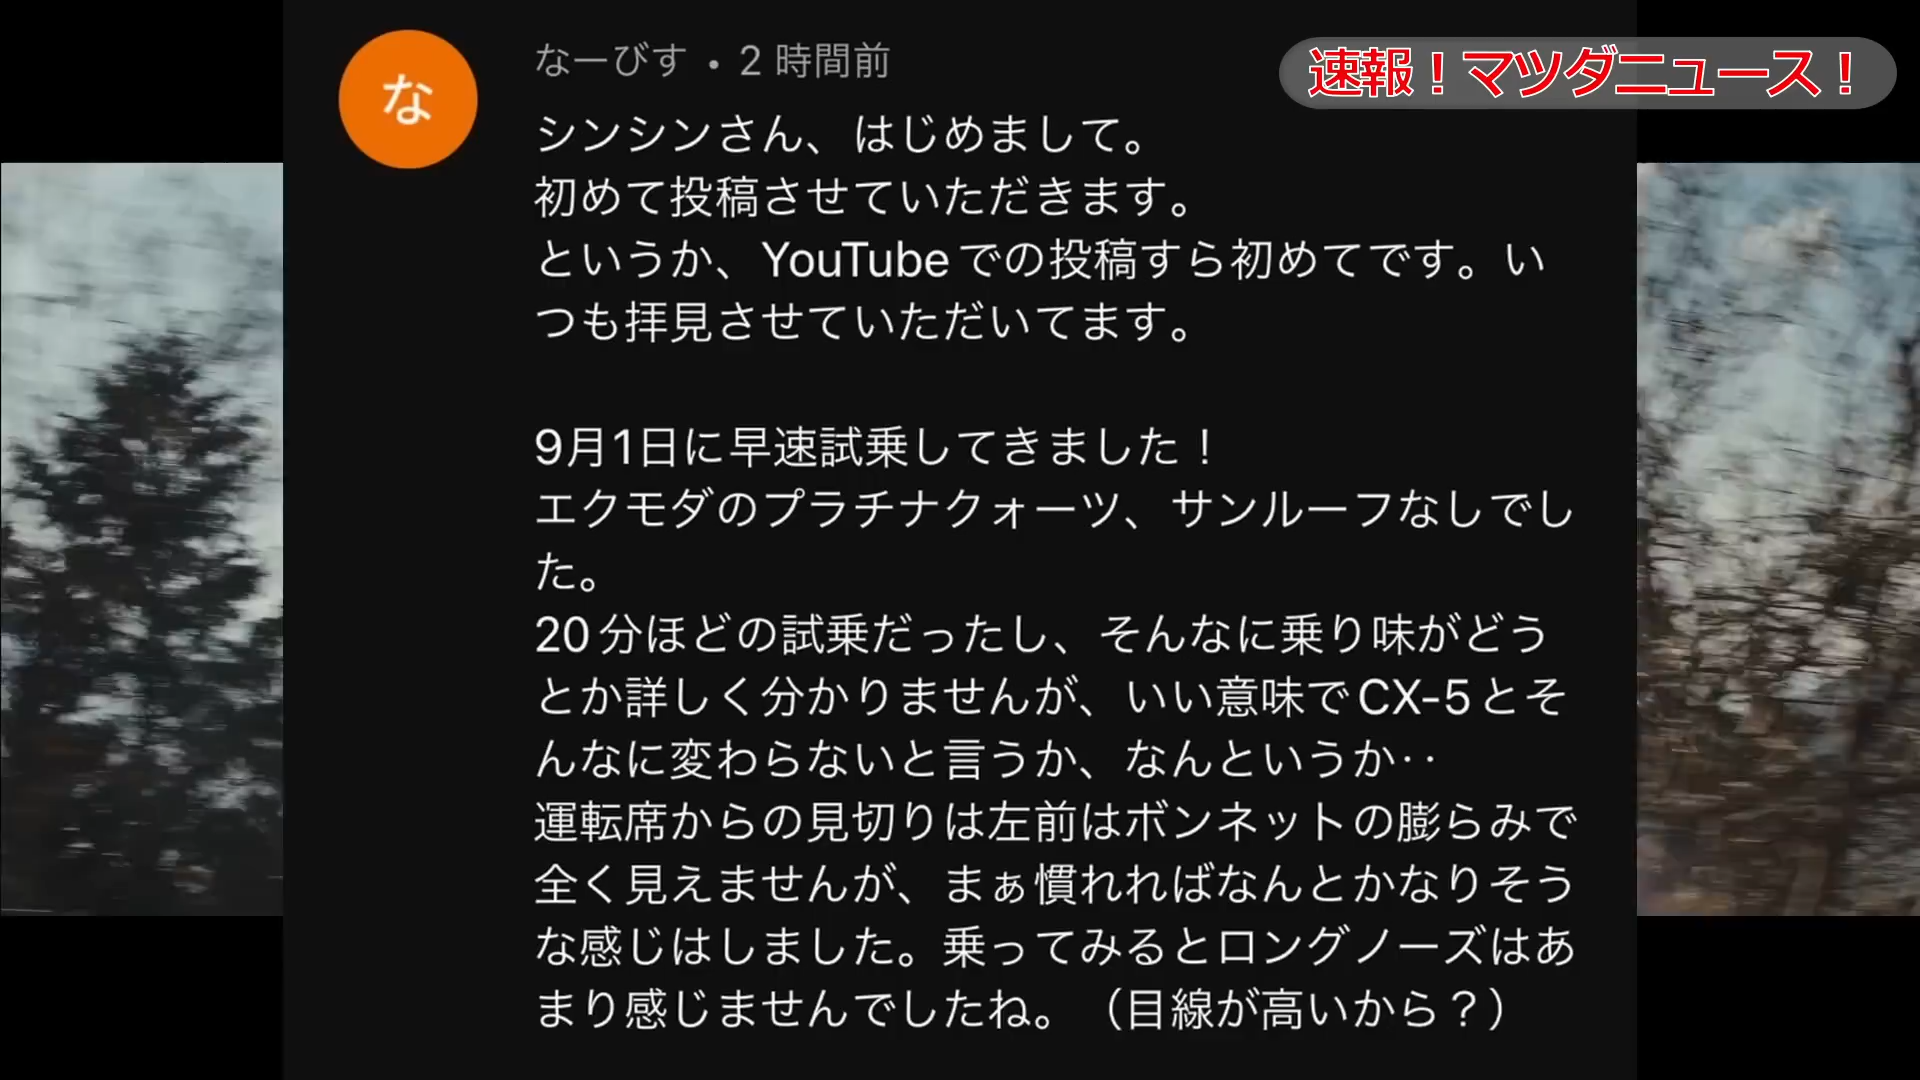 な
なーびす・2 時間前
速報！マツダニュース！
シンシンさん、はじめまして。
初めて投稿させていただきます。
というか、YouTubeでの投稿すら初めてです。い
つも拝見させていただいてます。
9月1日に早速試乗してきました！
エクモダのプラチナクォーツ、サンルーフなしでし
た。
20分ほどの試乗だったし、そんなに乗り味がどう
とか詳しく分かりませんが、いい意味でCX-5とそ
んなに変わらないと言うか、なんというか‥
運転席からの見切りは左前はボンネットの膨らみで
全く見えませんが、まぁ慣れればなんとかなりそう
な感じはしました。乗ってみるとロングノーズはあ
まり感じませんでしたね。（目線が高いから？）